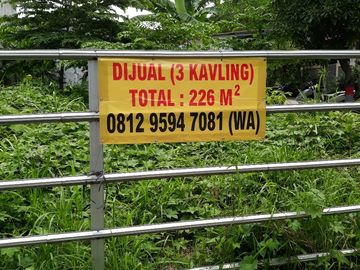 DIJUAL (3 KAVLING)
TOTAL : 226 M²
0812 9594 7081 (WA)